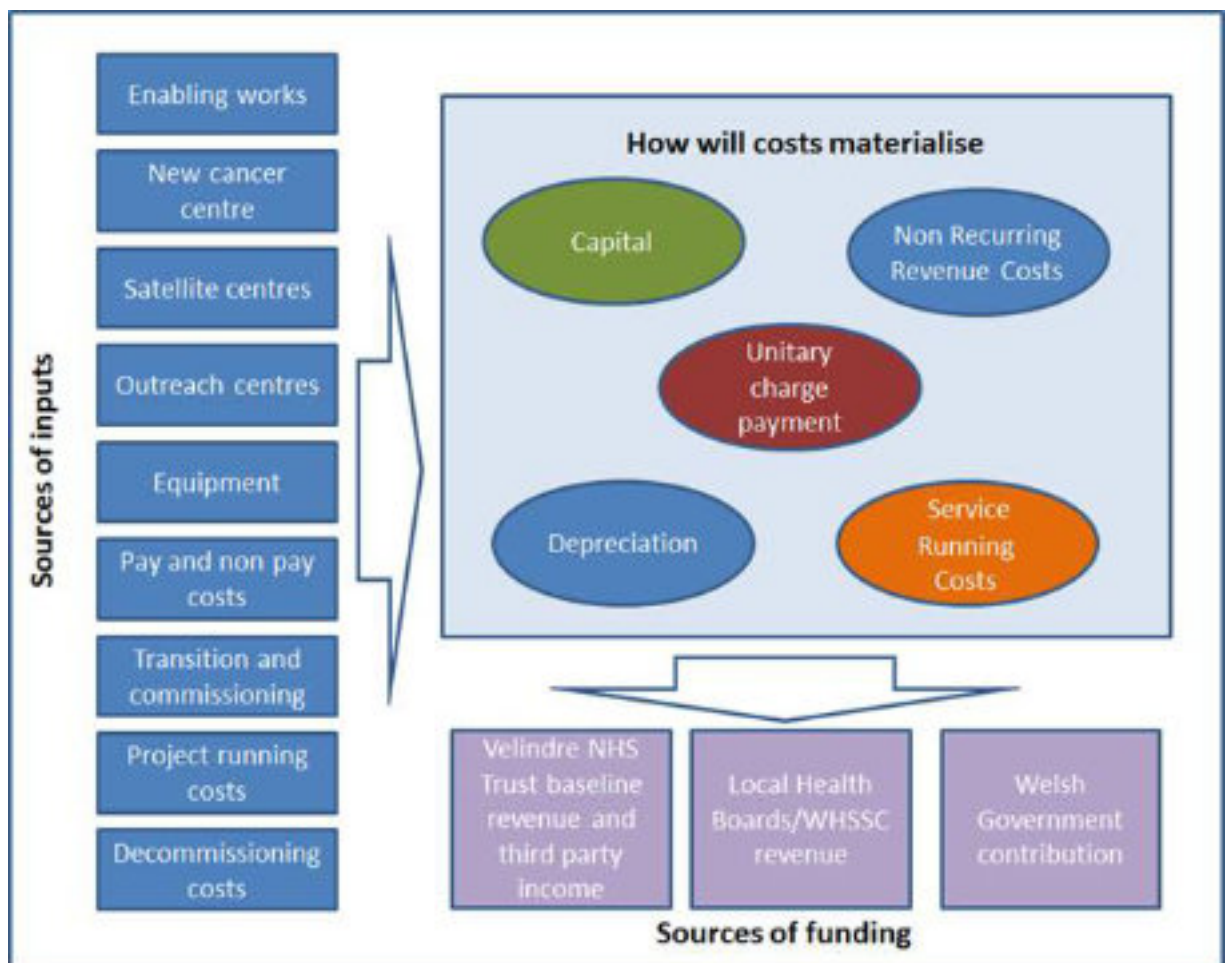 Sources of inputs
Enabling works
New cancer
centre
Satellite centres
Outreach centres
Equipment
Pay and non pay
costs
Transition and
commissioning
Project running
costs
Decommissioning
costs
How will costs materialise
Capital
Non Recurring
Revenue Costs
Unitary
charge
payment
Depreciation
Service
Running
Costs
Velindre NHS
Trust baseline
revenue and
third party
income
Local Health
Boards/WHSSC
revenue
Welsh
Government
contribution
Sources of funding